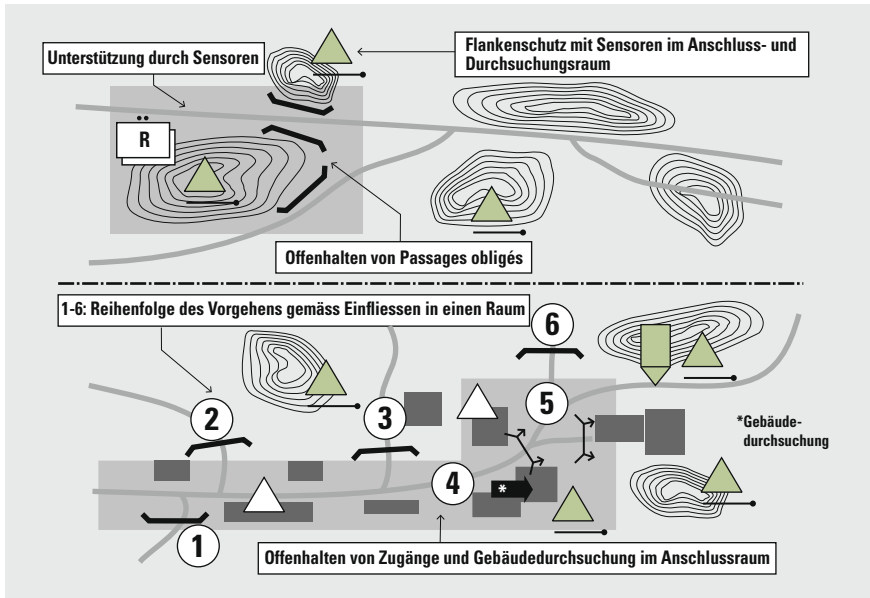 Unterstützung durch Sensoren
Flankenschutz mit Sensoren im Anschluss- und
Durchsuchungsraum
R
Offenhalten von Passages obligés
1-6: Reihenfolge des Vorgehens gemäss Einfliessen in einen Raum
6
2
3
5
*Gebäude-
durchsuchung
4
*
1
Offenhalten von Zugänge und Gebäudedurchsuchung im Anschlussraum